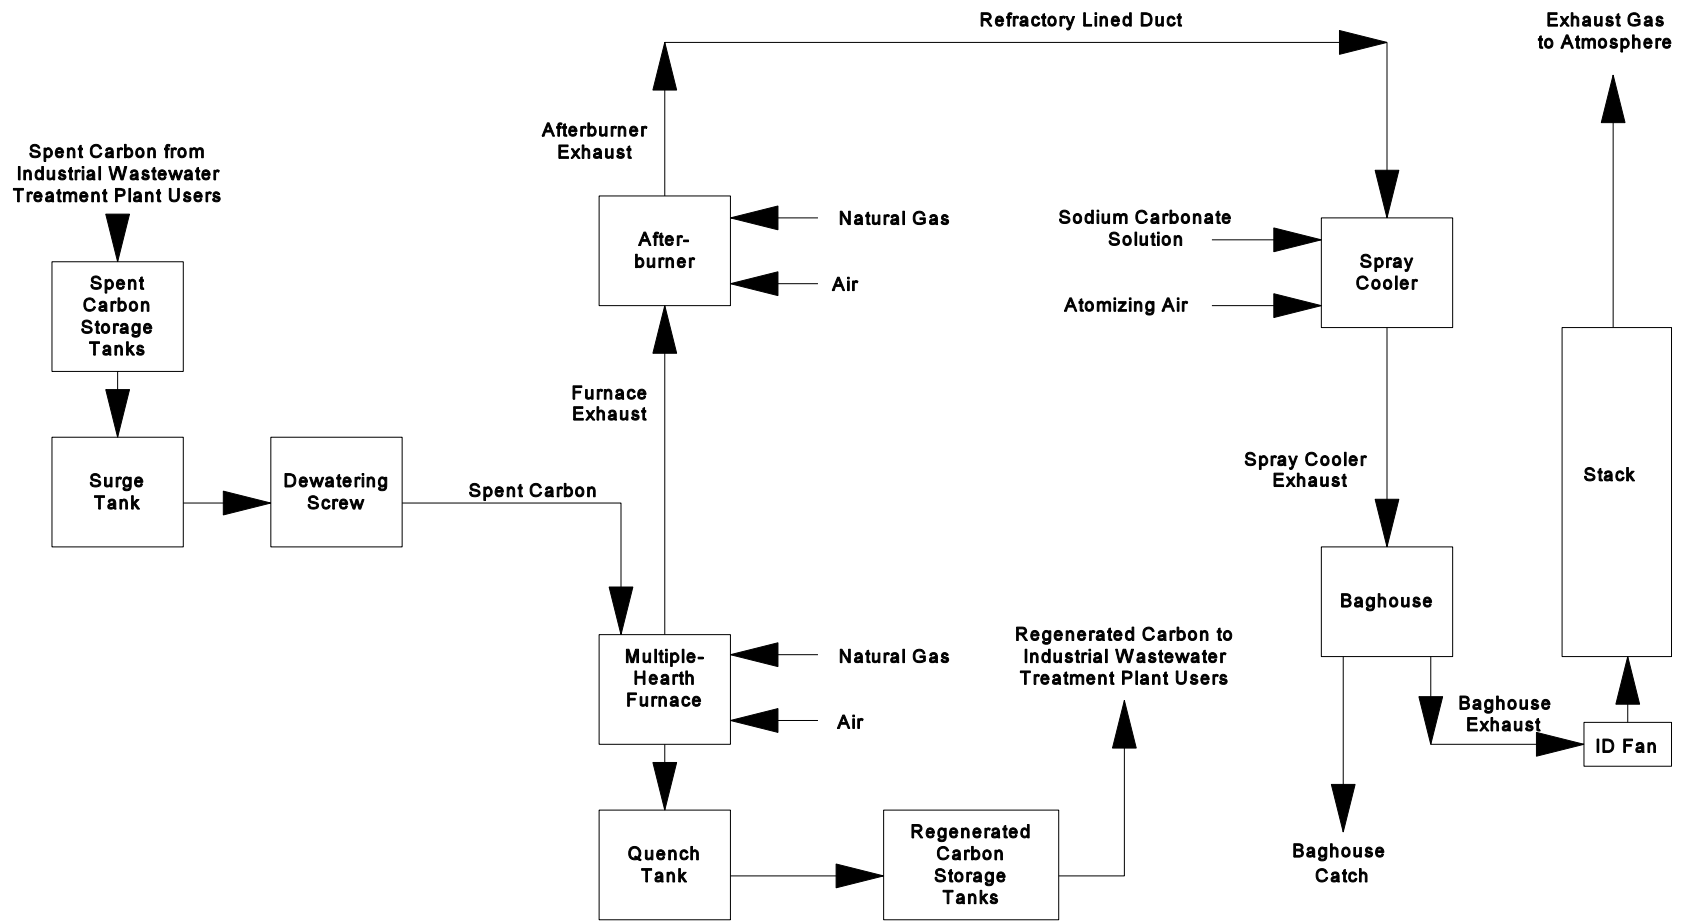 Refractory Lined Duct
Exhaust Gas
to Atmosphere
Afterburner
Exhaust
Spent Carbon from
Industrial Wastewater
Treatment Plant Users
After-
burner
Natural Gas
Air
Sodium Carbonate
Solution
Atomizing Air
Spray
Cooler
Spent
Carbon
Storage
Tanks
Furnace
Exhaust
Surge
Tank
Dewatering
Screw
Spent Carbon
Spray Cooler
Exhaust
Stack
Baghouse
Multiple-
Hearth
Furnace
Natural Gas
Air
Regenerated Carbon to
Industrial Wastewater
Treatment Plant Users
Baghouse
Exhaust
ID Fan
Quench
Tank
Regenerated
Carbon
Storage
Tanks
Baghouse
Catch